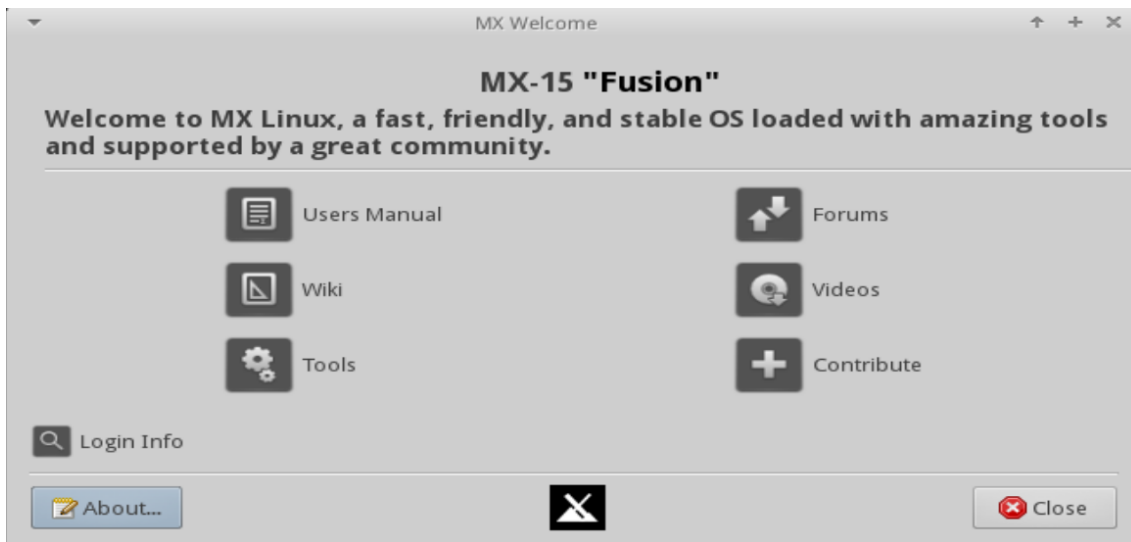 MX Welcome
MX-15 "Fusion"
Welcome to MX Linux, a fast, friendly, and stable OS loaded with amazing tools
and supported by a great community.
Users Manual
Forums
Wiki
Videos
Tools
Contribute
Login Info
About...
Close